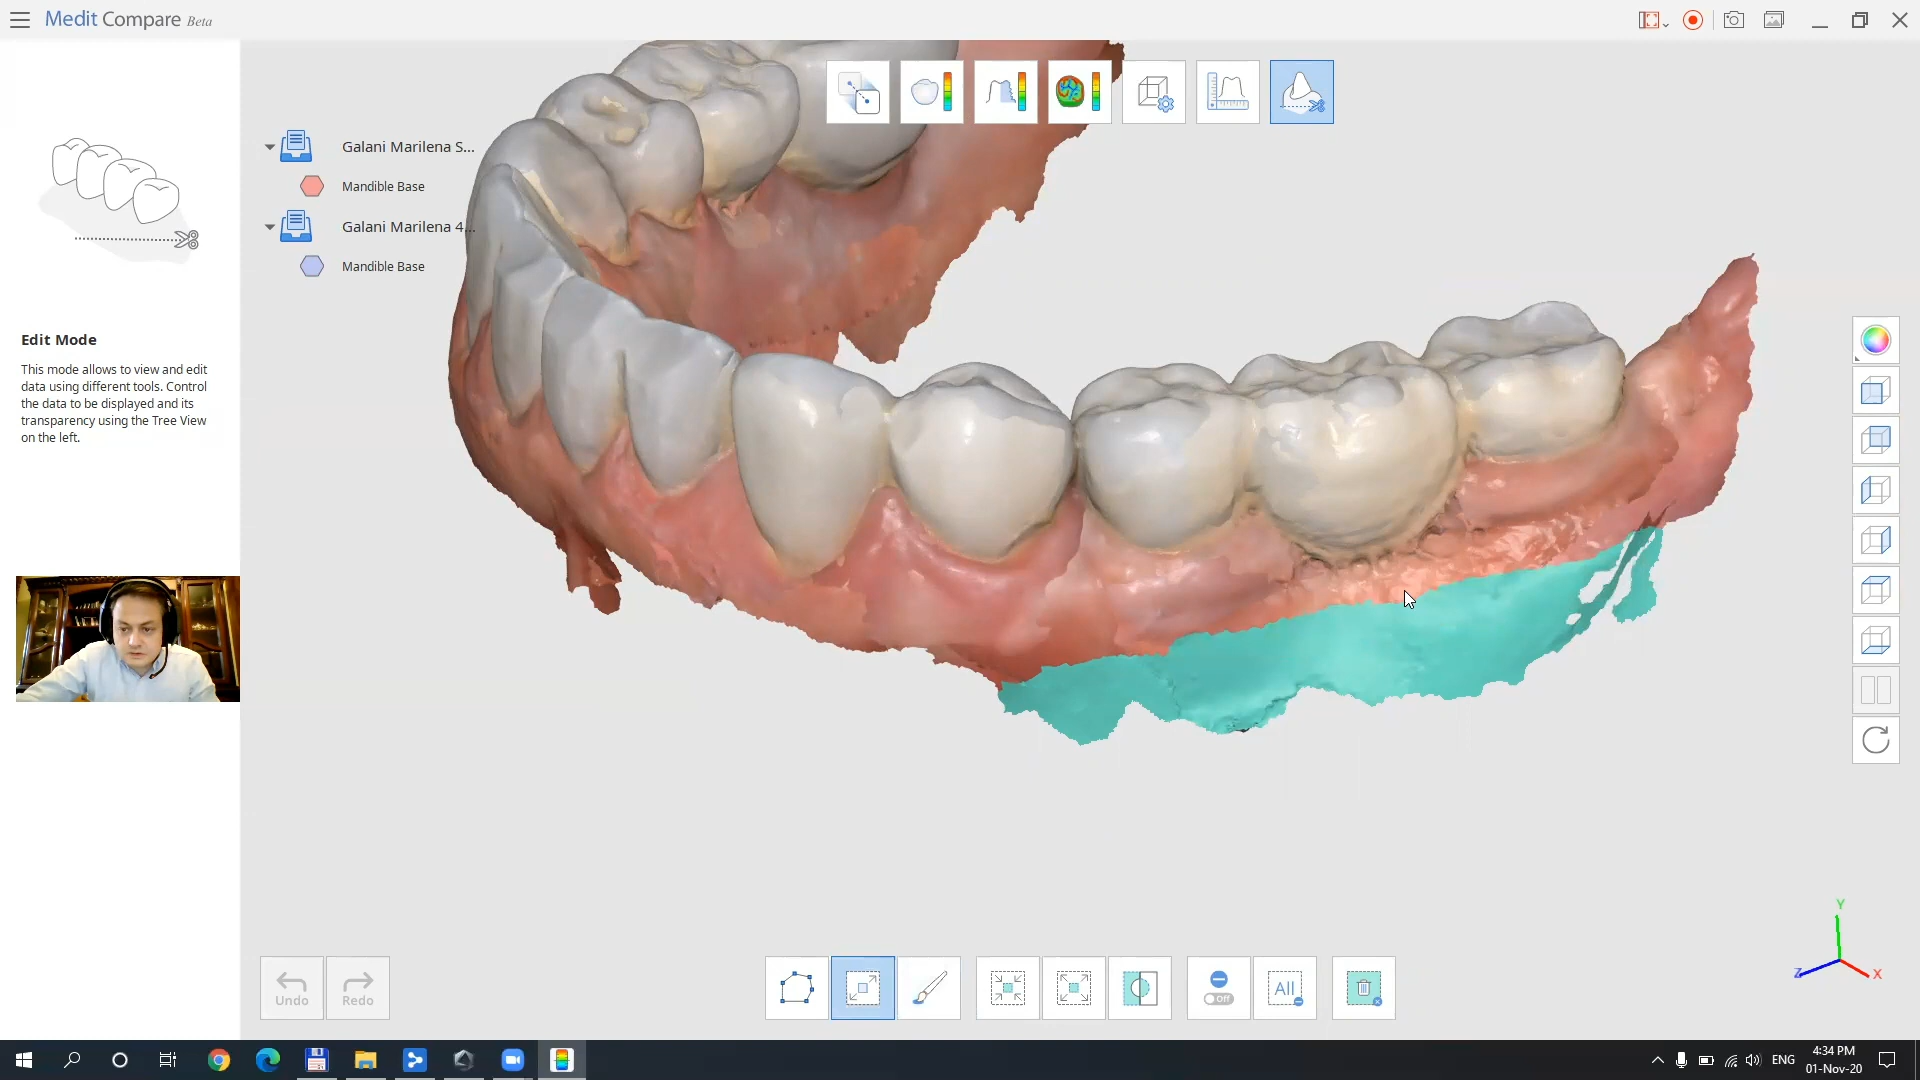 Medit Compare Beta
Galani Marilena S...
Mandible Base
Galani Marilena 4...
Mandible Base
Edit Mode
This mode allows to view and edit
data using different tools. Control
the data to be displayed and its
transparency using the Tree View
on the left.
Y
Z
X
Undo
Redo
Off
All
ENG
4:34 PM
01-Nov-20